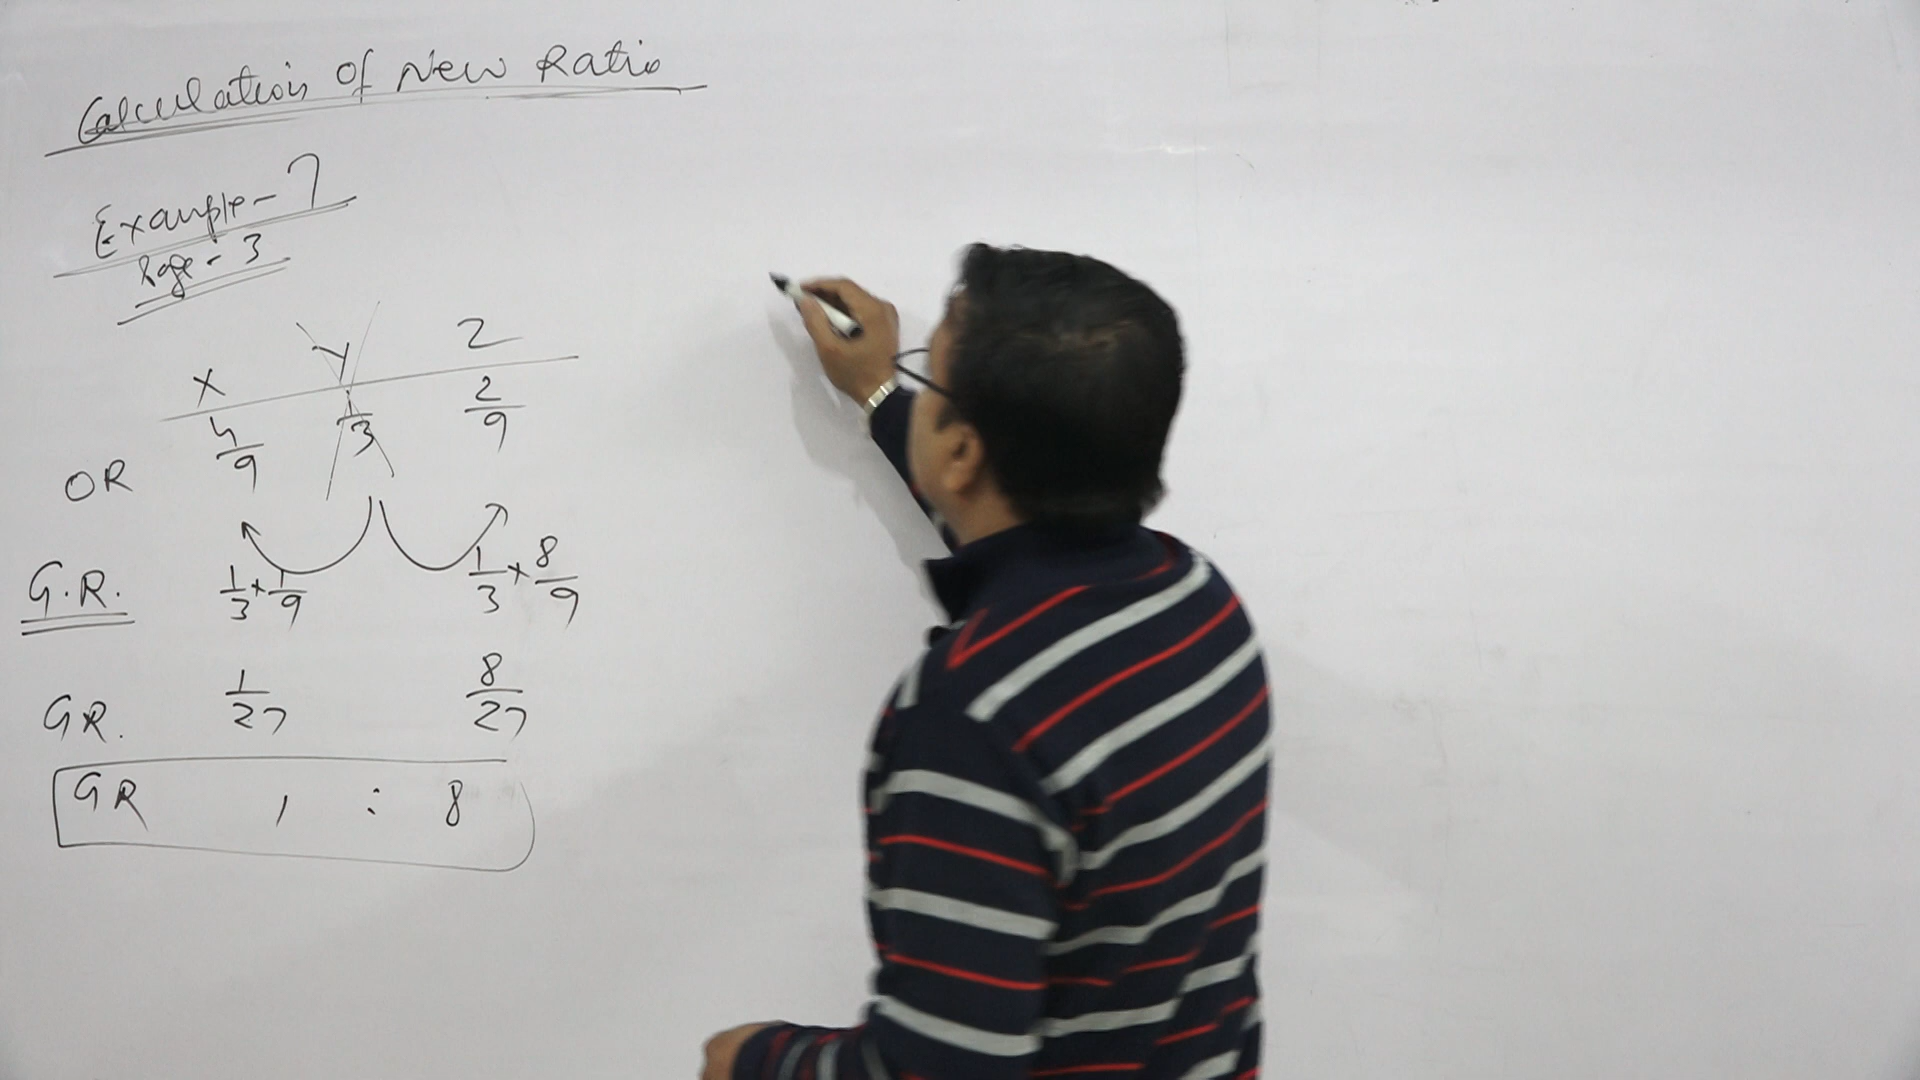 Calculation of New Ratio
Example-7
Page-3
X Y Z
OR 4/9 1/3 2/9
G.R. 1/3 × 1/9 1/3 × 8/9
GR. 1/27 8/27
GR 1 : 8